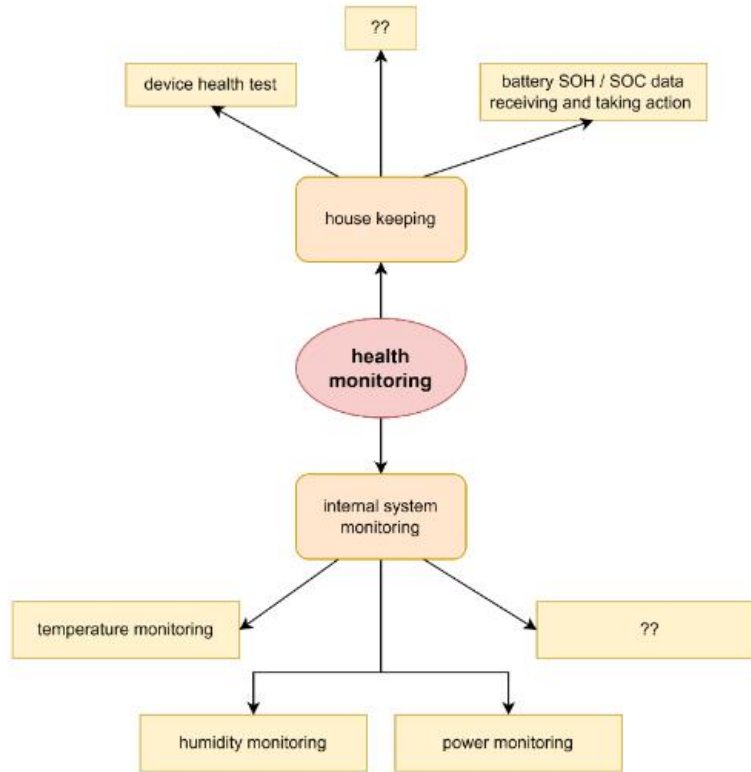 ??
device health test
battery SOH / SOC data
receiving and taking action
house keeping
health
monitoring
internal system
monitoring
temperature monitoring
??
humidity monitoring
power monitoring